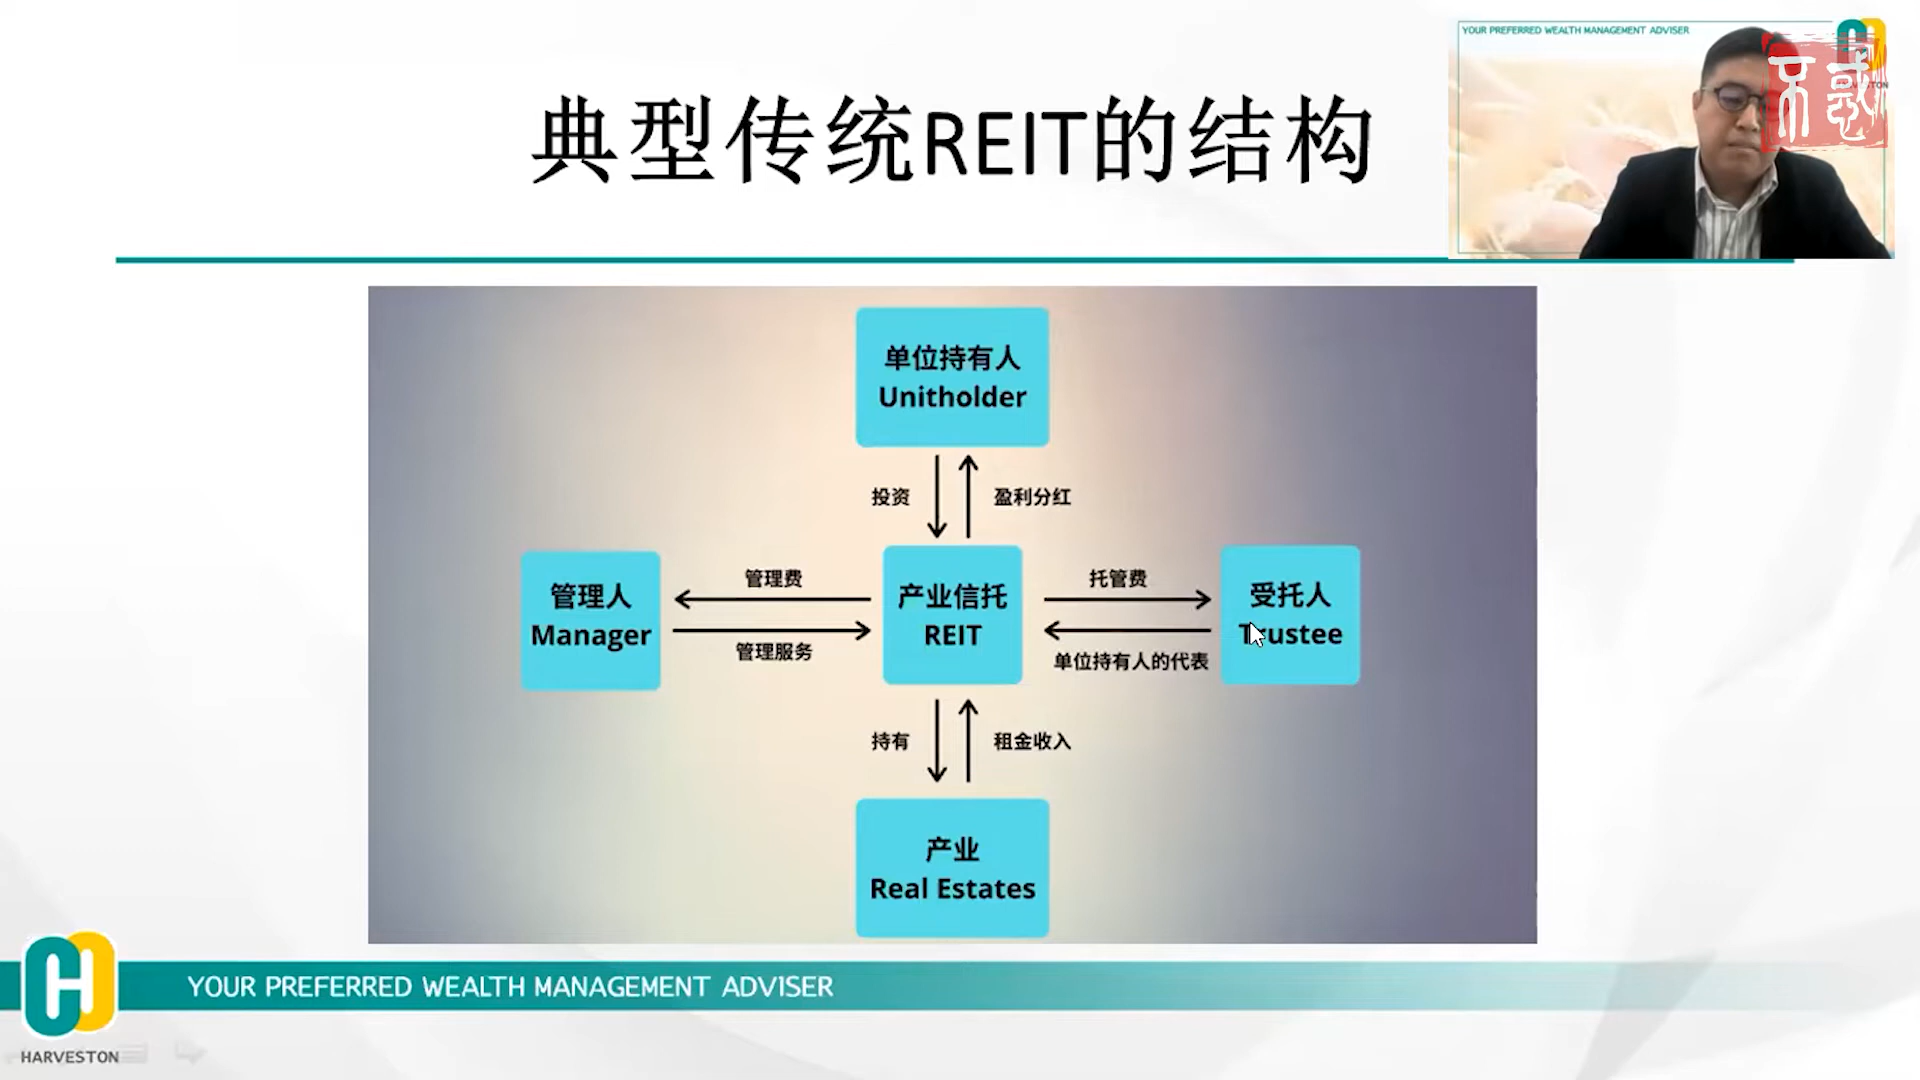 典型传统REIT的结构
YOUR PREFERRED WEALTH MANAGEMENT ADVISER
不惑
单位持有人
Unitholder
投资
盈利分红
管理人
Manager
管理费
管理服务
产业信托
REIT
托管费
单位持有人的代表
受托人
Trustee
持有
租金收入
产业
Real Estates
YOUR PREFERRED WEALTH MANAGEMENT ADVISER
HARVESTON